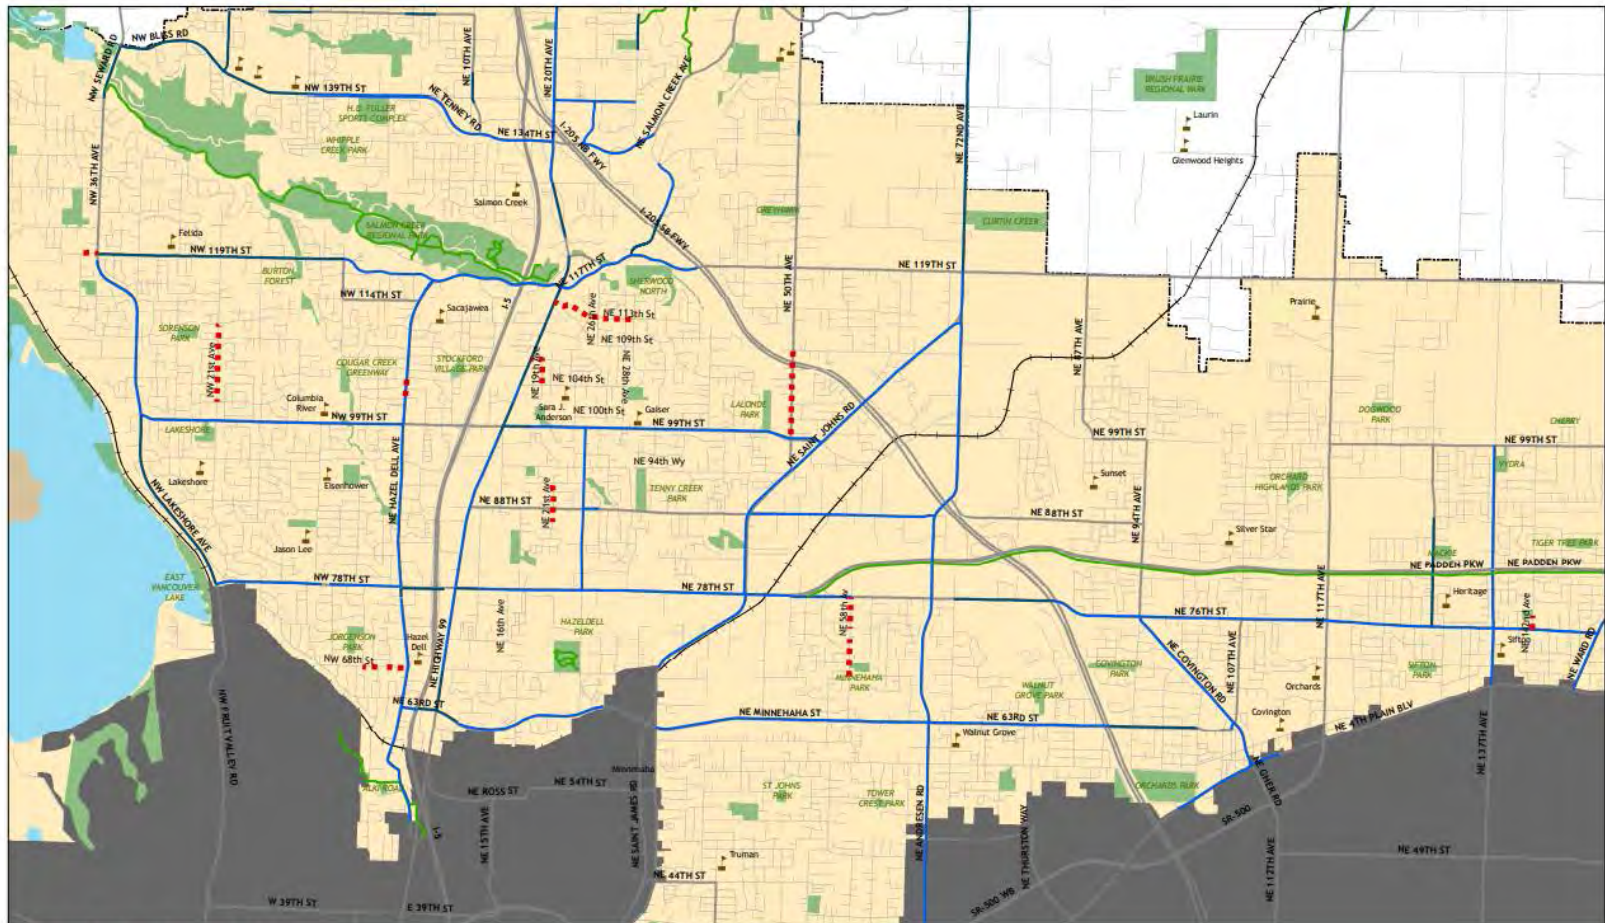 NW SEWARD RD
NW BLISS RD
NE 10TH AVE
NE 20TH AVE
NE SALMON CREEK AVE
NE 72ND AVE
BRUSH PRAIRIE
REGIONAL PARK
Laurin
Glenwood Heights
NW 139TH ST
NE TENNEY RD
H.B. FULLER
SPORTS COMPLEX
NE 134TH ST
I-205 NB FWY
WHIPPLE
CREEK PARK
NW 36TH AVE
Salmon Creek
SALMON CREEK
REGIONAL PARK
GREYHAWK
I-205 SB FWY
CURTIN CREEK
Felida
NW 119TH ST
BURTON
FOREST
NE 117TH ST
NE 119TH ST
SHERWOOD
NORTH
NE 50TH AVE
NW 114TH ST
Sacajawea
I-5
NE 26th Ave
NE 113th St
NE 109th St
Prairie
SORENSON
PARK
NW 21st Ave
COUGAR CREEK
GREENWAY
STOCKFORD
VILLAGE PARK
NE 19th Ave
NE 104th St
NE 28th Ave
NE 87TH AVE
Columbia
River
NW 99TH ST
Sara J.
Anderson
NE 100th St
Gaiser
NE 99TH ST
LALONDE
PARK
NE SAINT JOHNS RD
DOGWOOD
PARK
CHERRY
NE 99TH ST
NE 99TH ST
LAKESHORE
Lakeshore
Eisenhower
NE HAZEL DELL AVE
NE 94th Wy
TENNY CREEK
PARK
NE 88TH ST
NE 21st Ave
NE 88TH ST
Sunset
NE 94TH AVE
ORCHARD
HIGHLANDS PARK
VYDRA
NW LAKESHORE AVE
Jason Lee
Silver Star
MACKIE
TIGER TREE PARK
NE PADDEN PKW
NE PADDEN PKW
EAST
VANCOUVER
LAKE
NW 78TH ST
NE 78TH ST
NE 76TH ST
NE 117TH AVE
Heritage
NE 142nd Ave
Sifton
NE WARD RD
JORGENSON
PARK
NW 68th St
Hazel
Dell
NE HIGHWAY 99
NE 16th Ave
HAZELDELL
PARK
NE 58th Av
MINNEHAHA
PARK
WALNUT
GROVE PARK
COVINGTON
PARK
NE COVINGTON RD
NE 107TH AVE
Orchards
SIFTON
PARK
NE 63RD ST
NE MINNEHAHA ST
NE 63RD ST
Walnut Grove
Covington
NE 4TH PLAIN BLV
NE 137TH AVE
NW FRUIT VALLEY RD
ALKI ROAD
NE ROSS ST
NE 54TH ST
Minnehaha
NE SAINT JAMES RD
ST JOHNS
PARK
TOWER
CREST PARK
NE ANDRESEN RD
ORCHARDS PARK
NE GHER RD
SR-500
I-5
NE 15TH AVE
NE THURSTON WAY
NE 112TH AVE
NE 49TH ST
Truman
NE 44TH ST
SR-500 WB
W 39TH ST
E 39TH ST